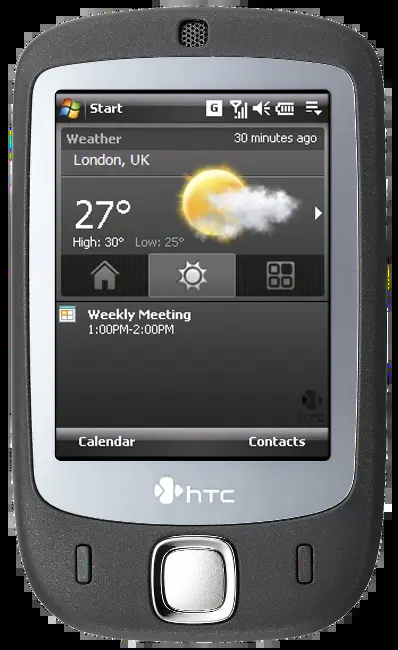 Start
G
Weather
30 minutes ago
London, UK
27°
High: 30° Low: 25°
Weekly Meeting
1:00PM-2:00PM
hTC
Calendar
Contacts
hTC